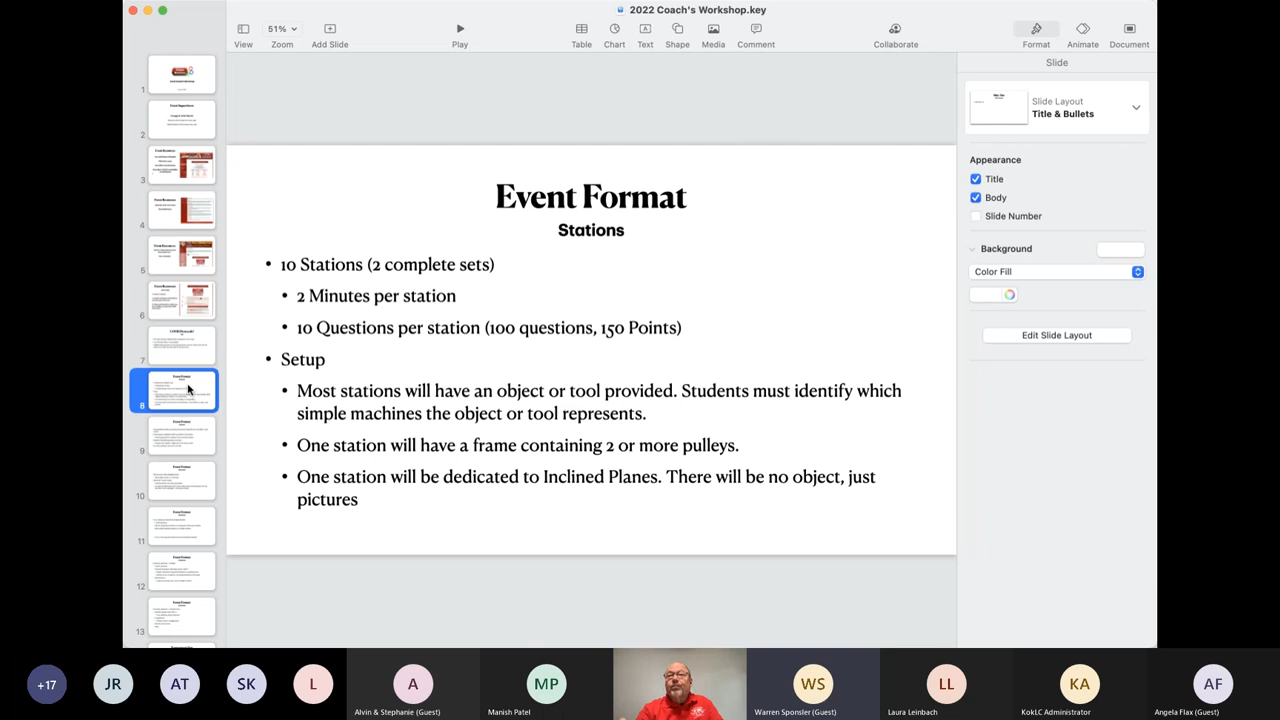 2022 Coach's Workshop.key
51%
View
Zoom
Add Slide
Play
Table
Chart
Text
Shape
Media
Comment
Collaborate
Format
Animate
Document
1
2
3
4
5
6
7
8
9
10
11
12
13
Event Format
Stations
• 10 Stations (2 complete sets)
• 2 Minutes per station
• 10 Questions per station (100 questions, 150 Points)
• Setup
• Most stations will have an object or tool provided. Students must identify which
simple machines the object or tool represents.
• One station will have a frame containing 2 or more pulleys.
• One station will be dedicated to Inclined Planes. There will be no object, just
pictures
Slide
Slide Layout
Title & Bullets
Appearance
Title
Body
Slide Number
Background
Color Fill
Edit Slide Layout
+17
JR
AT
SK
L
A
Alvin & Stephanie (Guest)
MP
Manish Patel
WS
Warren Sponsler (Guest)
LL
Laura Leinbach
KA
KokLC Administrator
AF
Angela Flax (Guest)